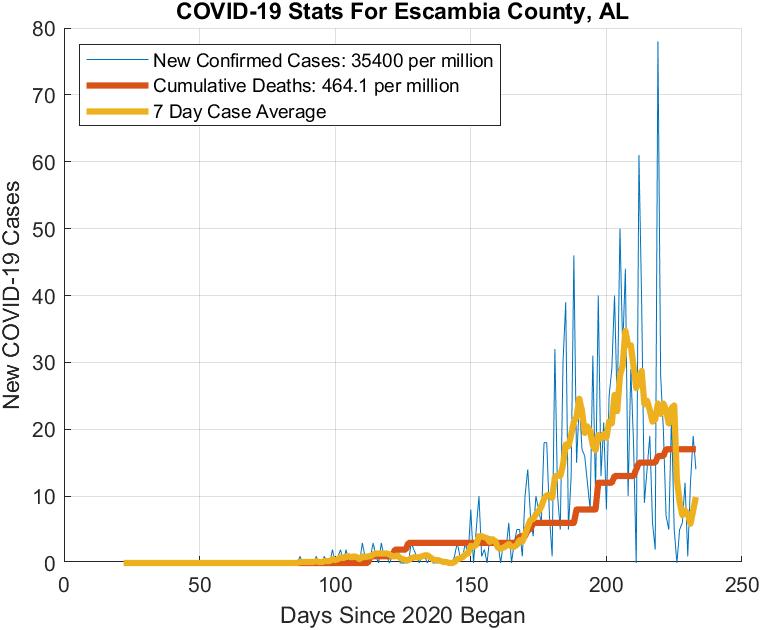 COVID-19 Stats For Escambia County, AL
80
70
60
50
40
30
20
10
0
New COVID-19 Cases
New Confirmed Cases: 35400 per million
Cumulative Deaths: 464.1 per million
7 Day Case Average
0
50
100
150
200
250
Days Since 2020 Began